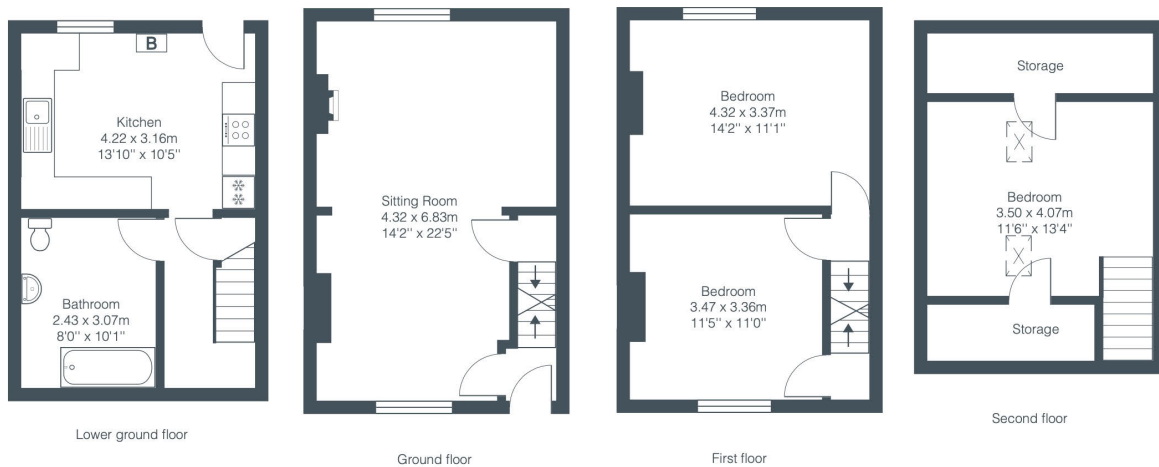 B
Kitchen
4.22 x 3.16m
13'10" x 10'5"
Bathroom
2.43 x 3.07m
8'0" x 10'1"
Lower ground floor
Sitting Room
4.32 x 6.83m
14'2" x 22'5"
Ground floor
Bedroom
4.32 x 3.37m
14'2" x 11'1"
Bedroom
3.47 x 3.36m
11'5" x 11'0"
First floor
Storage
Bedroom
3.50 x 4.07m
11'6" x 13'4"
Storage
Second floor